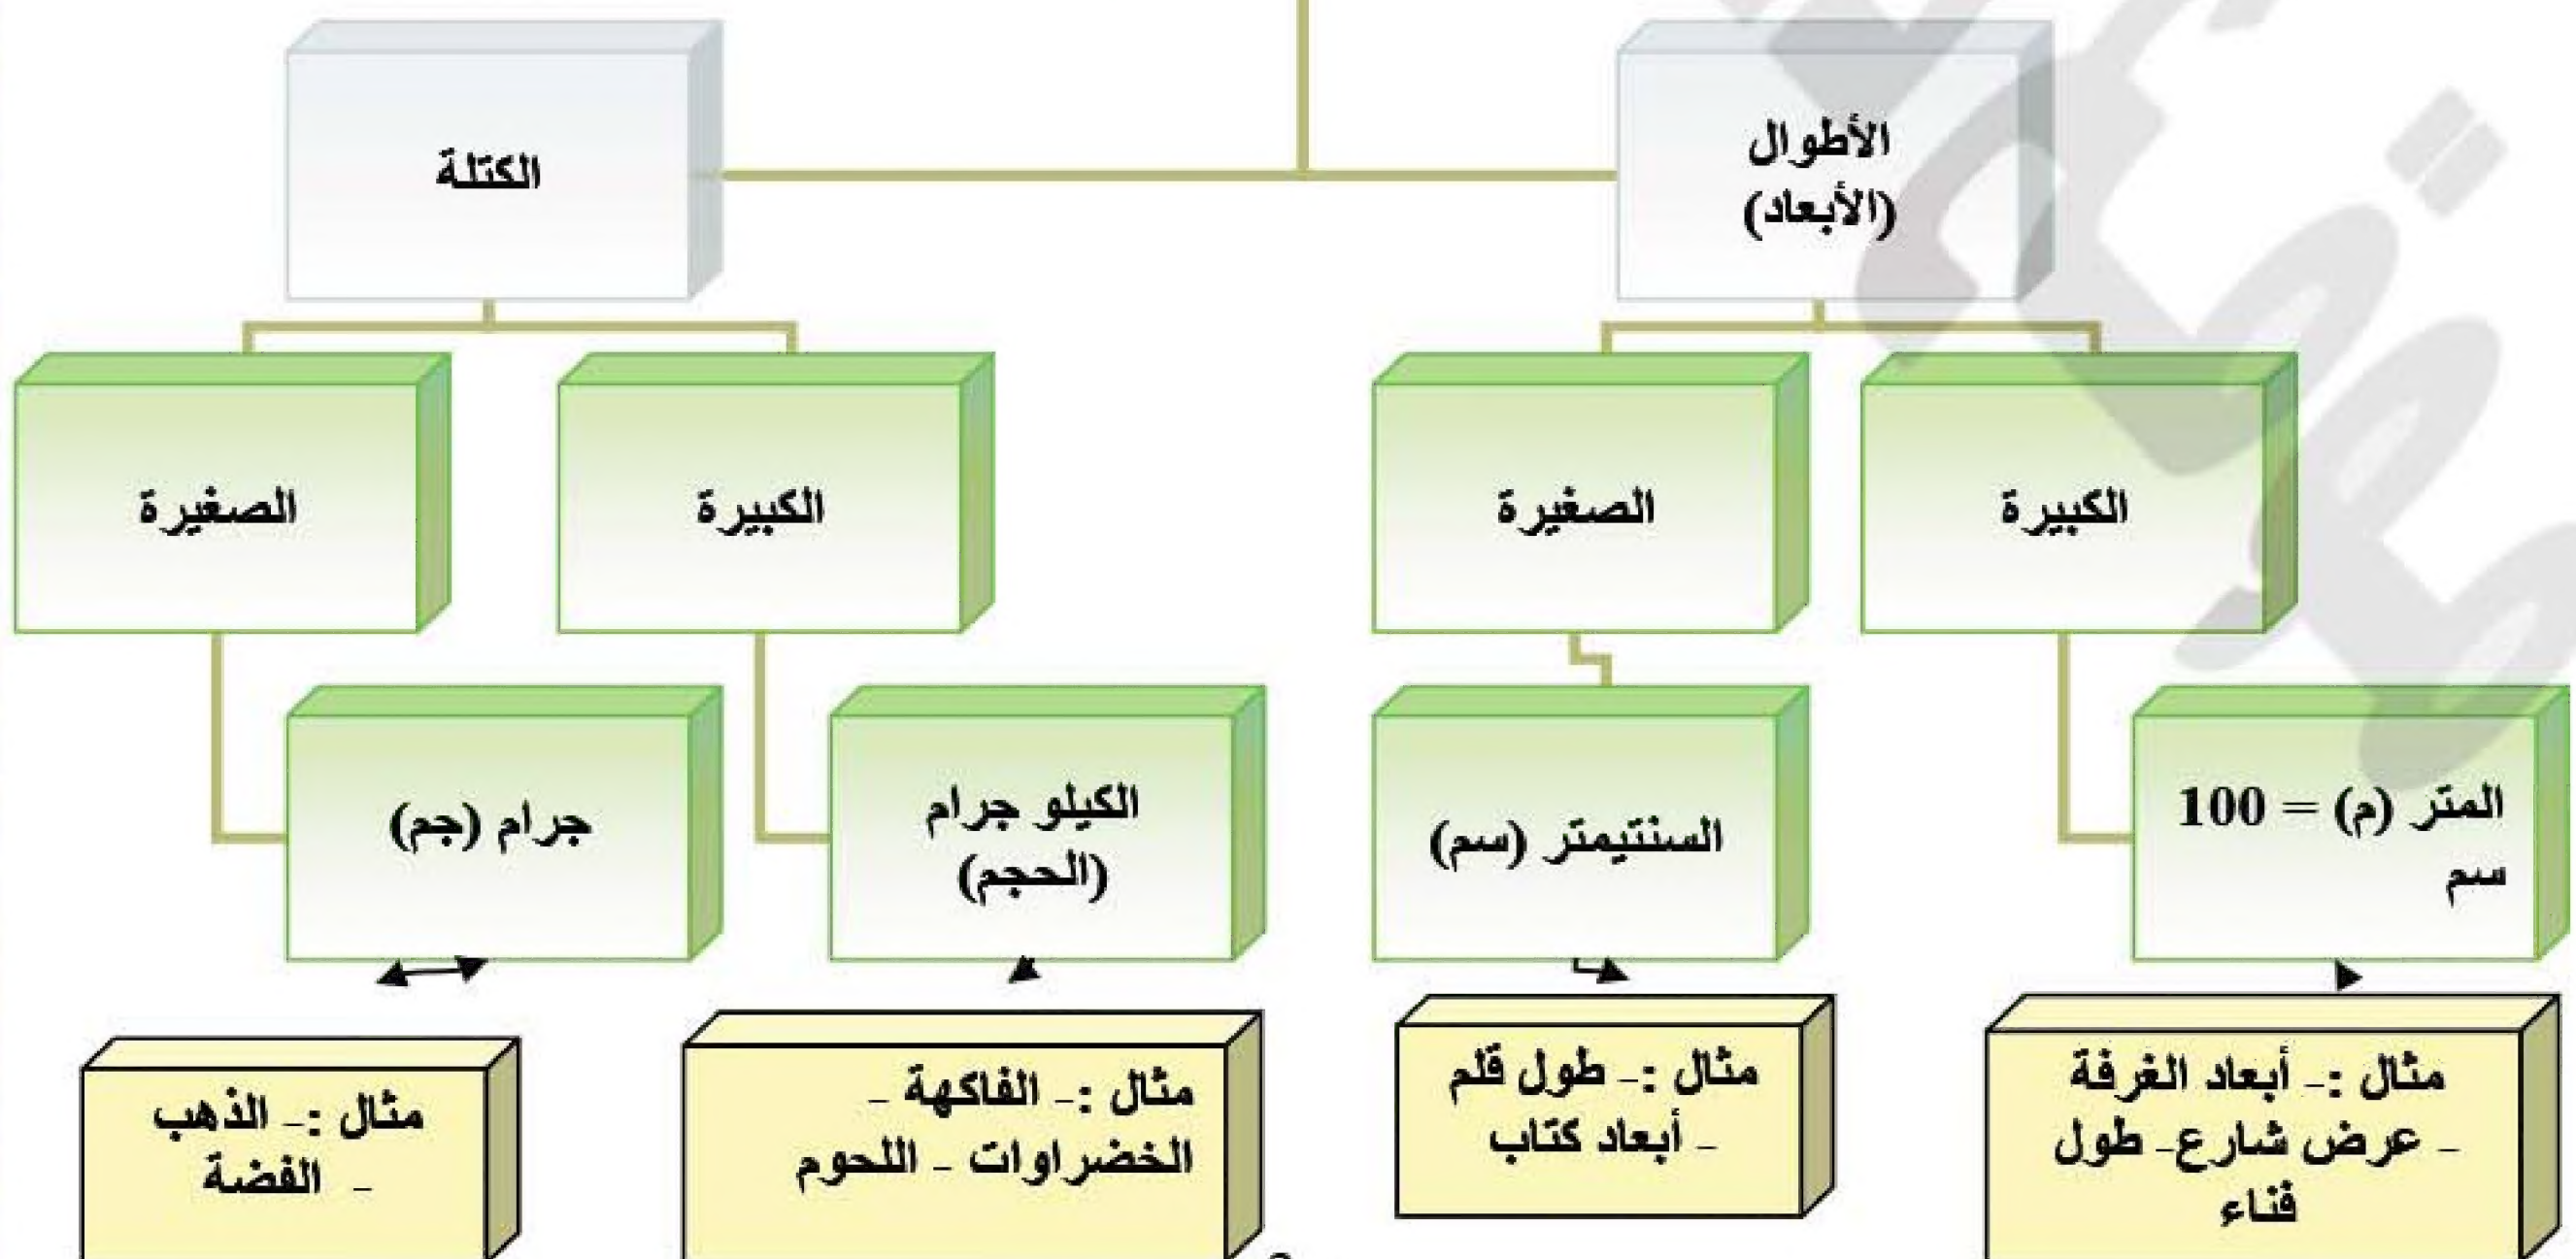 الأطوال
(الأبعاد)
الكتلة
الكبيرة
الصغيرة
الكبيرة
الصغيرة
المتر (م) = 100
سم
السنتيمتر (سم)
الكيلو جرام
(الحجم)
جرام (جم)
مثال :- أبعاد الغرفة
- عرض شارع- طول
فناء
مثال :- طول قلم
- أبعاد كتاب
مثال :- الفاكهة -
الخضراوات - اللحوم
مثال :- الذهب
- الفضة